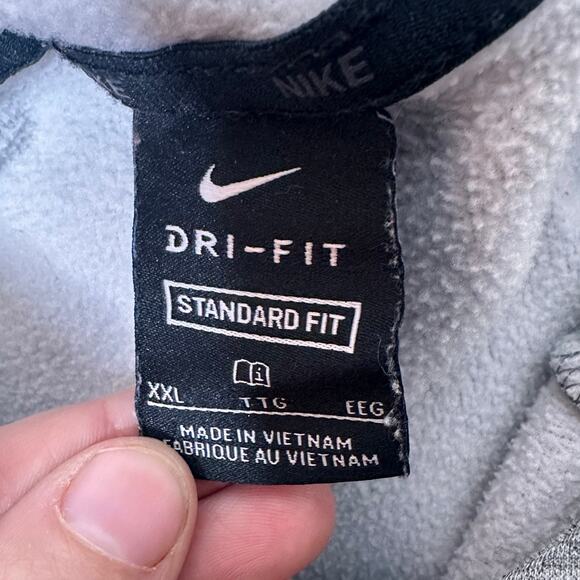 NIKE
DRI-FIT
STANDARD FIT
XXL TTG EEG
MADE IN VIETNAM
FABRIQUE AU VIETNAM